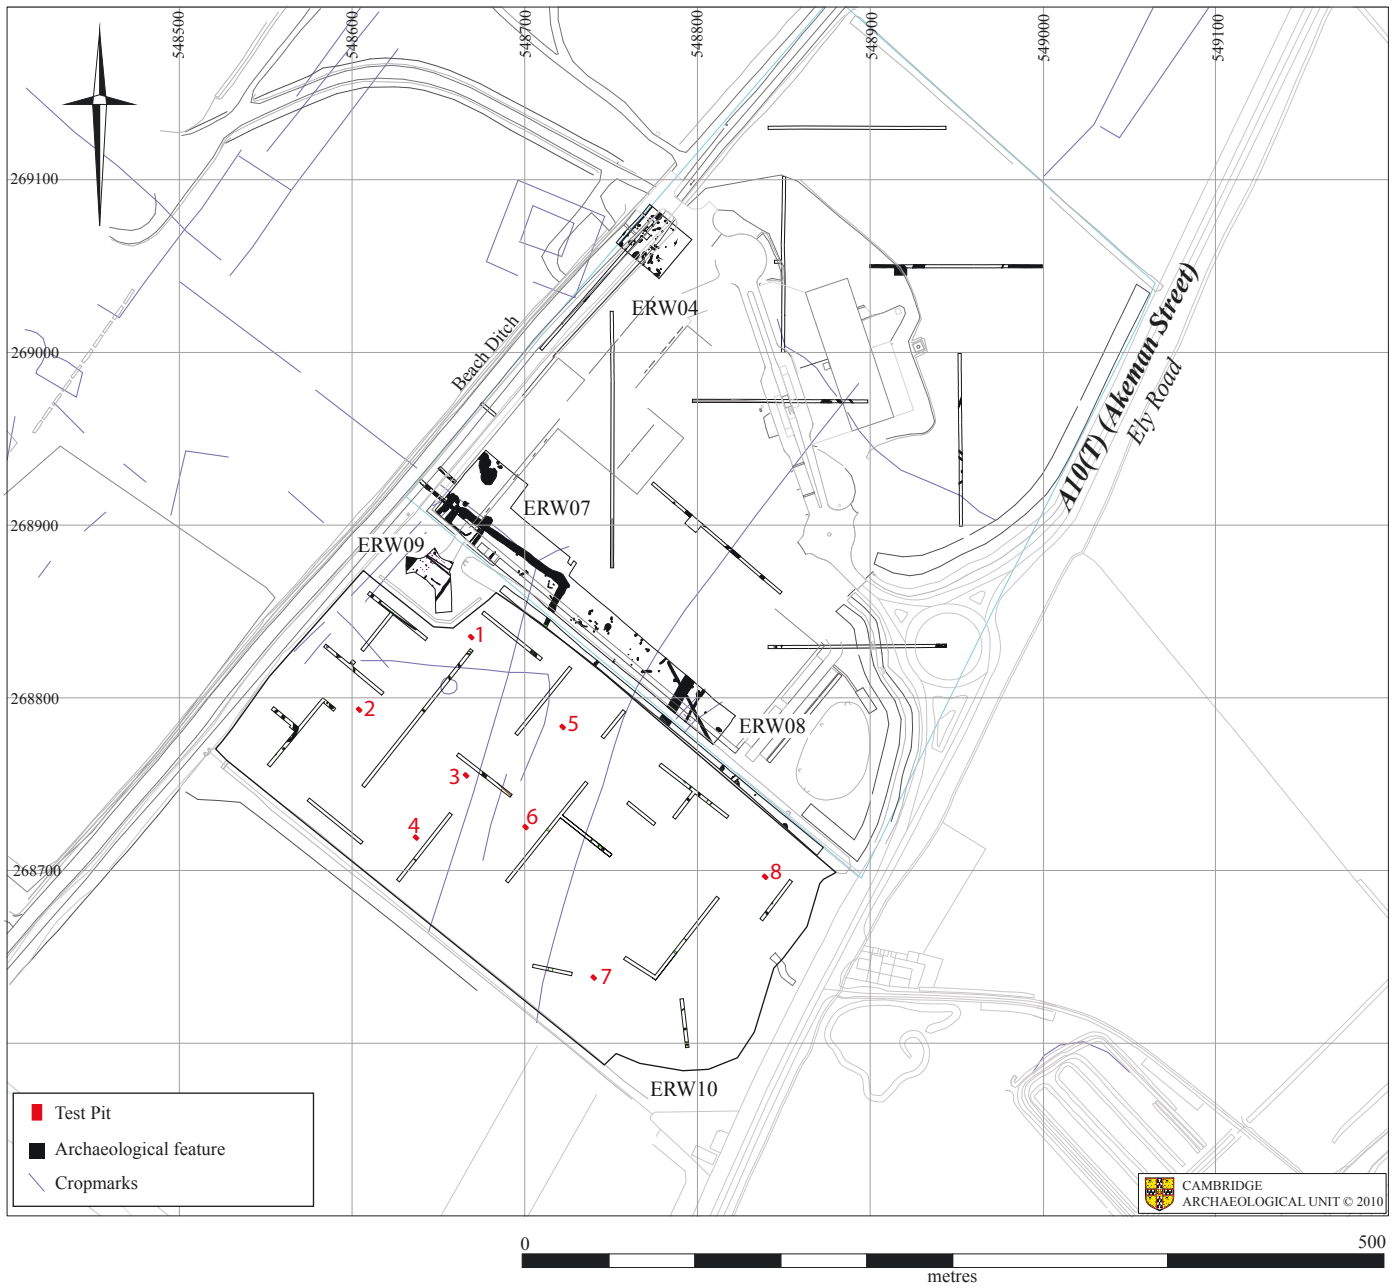 548500
548600
548700
548800
548900
549000
549100
269100
ERW04
Beach Ditch
269000
A10(T) (Akeman Street)
Ely Road
ERW07
268900
ERW09
1
268800
2
5
ERW08
3
6
4
268700
8
7
ERW10
Test Pit
Archaeological feature
Cropmarks
CAMBRIDGE
ARCHAEOLOGICAL UNIT © 2010
0
500
metres